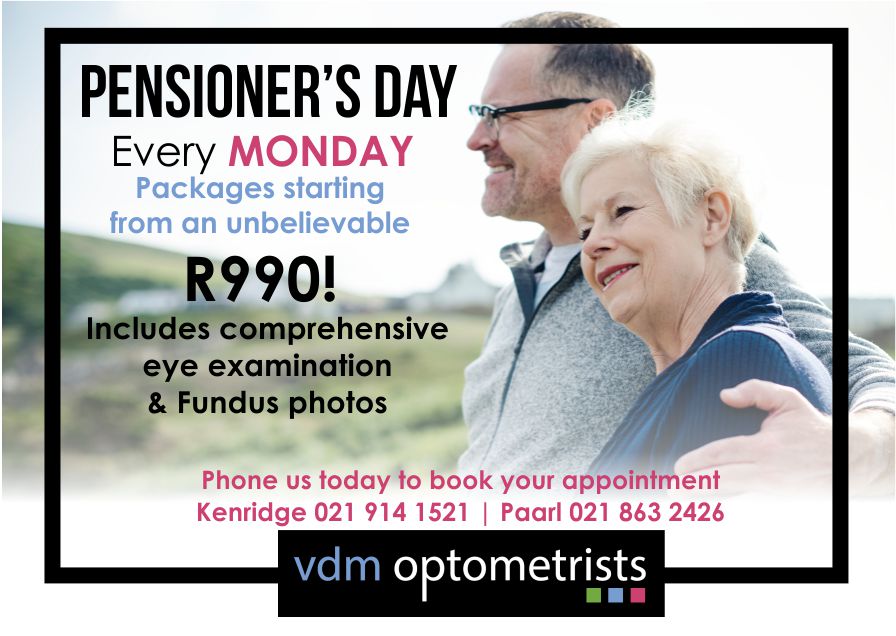 PENSIONER'S DAY
Every MONDAY
Packages starting
from an unbelievable
R990!
Includes comprehensive
eye examination
& Fundus photos
Phone us today to book your appointment
Kenridge 021 914 1521 | Paarl 021 863 2426
vdm optometrists